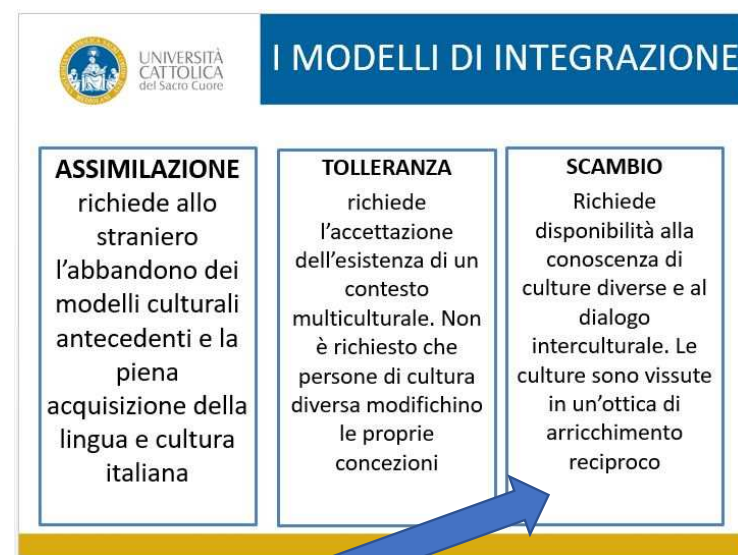 UNIVERSITÀ
CATTOLICA
del Sacro Cuore
I MODELLI DI INTEGRAZIONE
ASSIMILAZIONE
richiede allo
straniero
l’abbandono dei
modelli culturali
antecedenti e la
piena
acquisizione della
lingua e cultura
italiana
TOLLERANZA
richiede
l’accettazione
dell’esistenza di un
contesto
multiculturale. Non
è richiesto che
persone di cultura
diversa modifichino
le proprie
concezioni
SCAMBIO
Richiede
disponibilità alla
conoscenza di
culture diverse e al
dialogo
interculturale. Le
culture sono vissute
in un’ottica di
arricchimento
reciproco